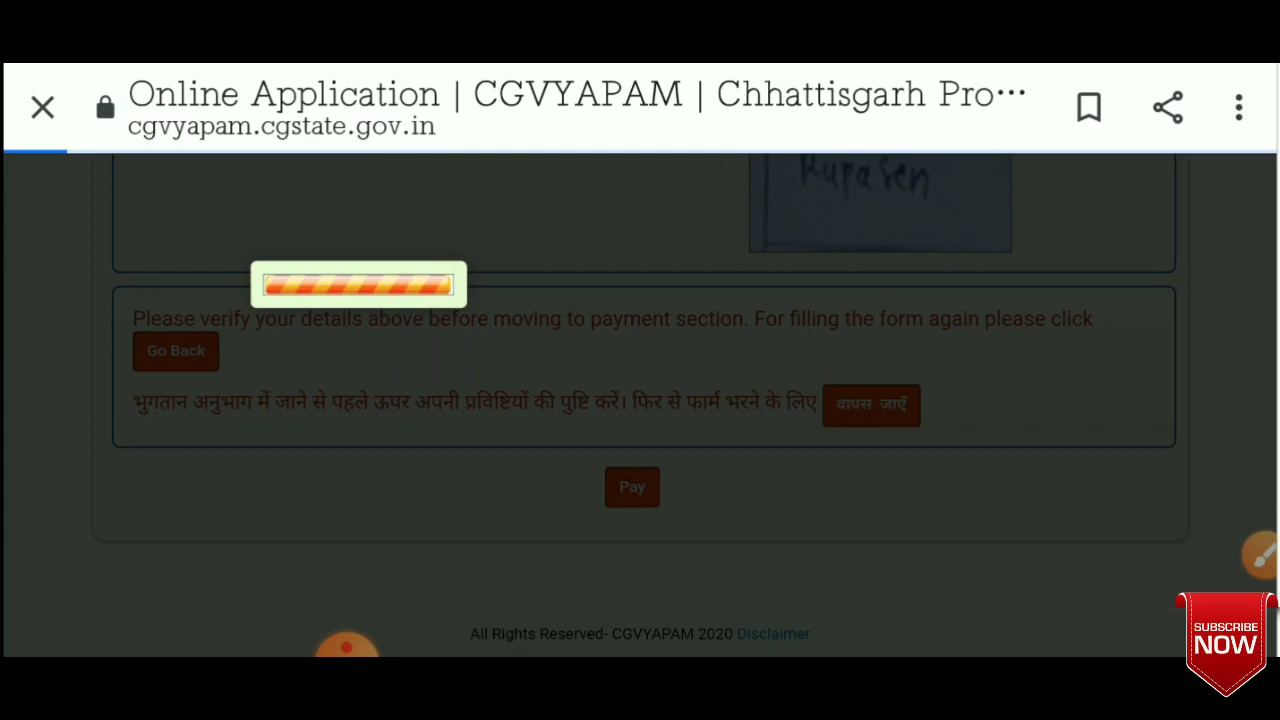 Online Application | CGVYAPAM | Chhattisgarh Pro...
cgvyapam.cgstate.gov.in
Rupa Sen
Please verify your details above before moving to payment section. For filling the form again please click
Go Back
भुगतान अनुभाग में जाने से पहले ऊपर अपनी प्रविष्टियों की पुष्टि करें। फिर से फार्म भरने के लिए वापस जाएँ
Pay
All Rights Reserved- CGVYAPAM 2020 Disclaimer
SUBSCRIBE
NOW